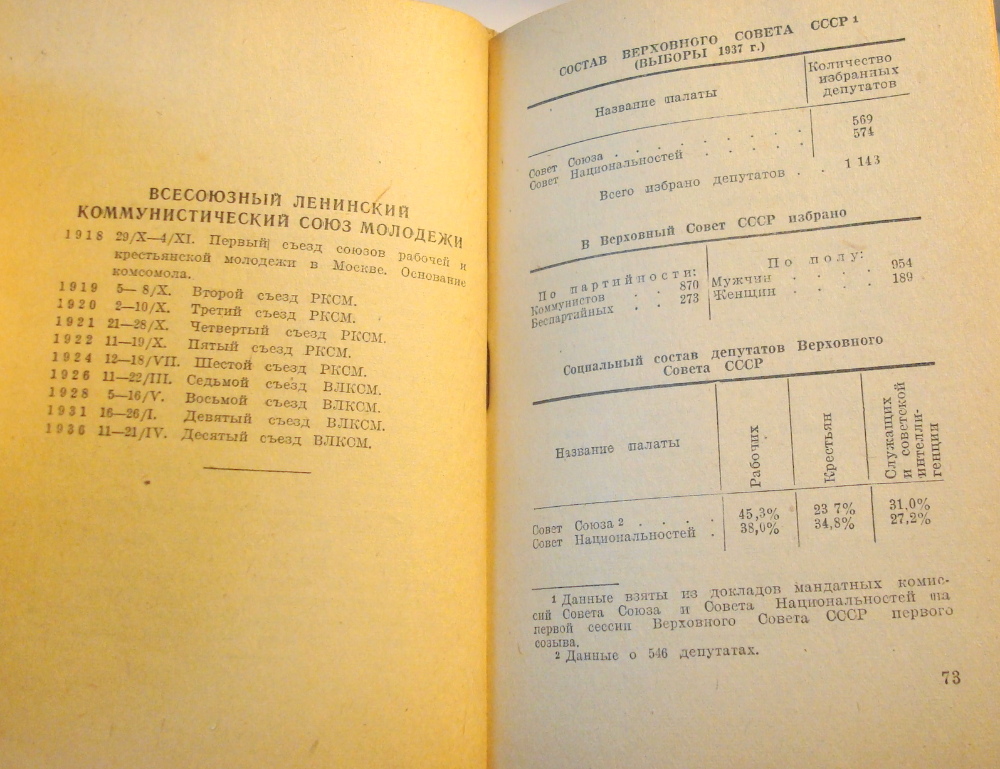 ВСЕСОЮЗНЫЙ ЛЕНИНСКИЙ
КОММУНИСТИЧЕСКИЙ СОЮЗ МОЛОДЕЖИ
1918 29/X—4/XI. Первый съезд союзов рабочей и
крестьянской молодежи в Москве. Основание
комсомола.
1919 5—8/X. Второй съезд РКСМ.
1920 2—10/X. Третий съезд РКСМ.
1921 21—28/X. Четвертый съезд РКСМ.
1922 11—19/X. Пятый съезд РКСМ.
1924 12—18/VII. Шестой съезд РКСМ.
1926 11—22/III. Седьмой съезд ВЛКСМ.
1928 5—16/V. Восьмой съезд ВЛКСМ.
1931 16—26/I. Девятый съезд ВЛКСМ.
1936 11—21/IV. Десятый съезд ВЛКСМ.
СОСТАВ ВЕРХОВНОГО СОВЕТА СССР 1
(ВЫБОРЫ 1937 г.)
Название палаты
Количество
избранных
депутатов
Совет Союза . . . . . . . 569
Совет Национальностей . . . . . 574
Всего избрано депутатов . . 1 143
В Верховный Совет СССР избрано
По партийности:
Коммунистов . . 870
Беспартийных . . 273
По полу:
Мужчин . . . . 954
Женщин . . . . 189
Социальный состав депутатов Верховного
Совета СССР
Название палаты
Рабочих
Крестьян
Служащих
и советской
интелли-
генции
Совет Союза 2 . . . . 45,3% 23 7% 31,0%
Совет Национальностей . 38,0% 34,8% 27,2%
1 Данные взяты из докладов мандатных комис-
сий Совета Союза и Совета Национальностей на
первой сессии Верховного Совета СССР первого
созыва.
2 Данные о 546 депутатах.
73